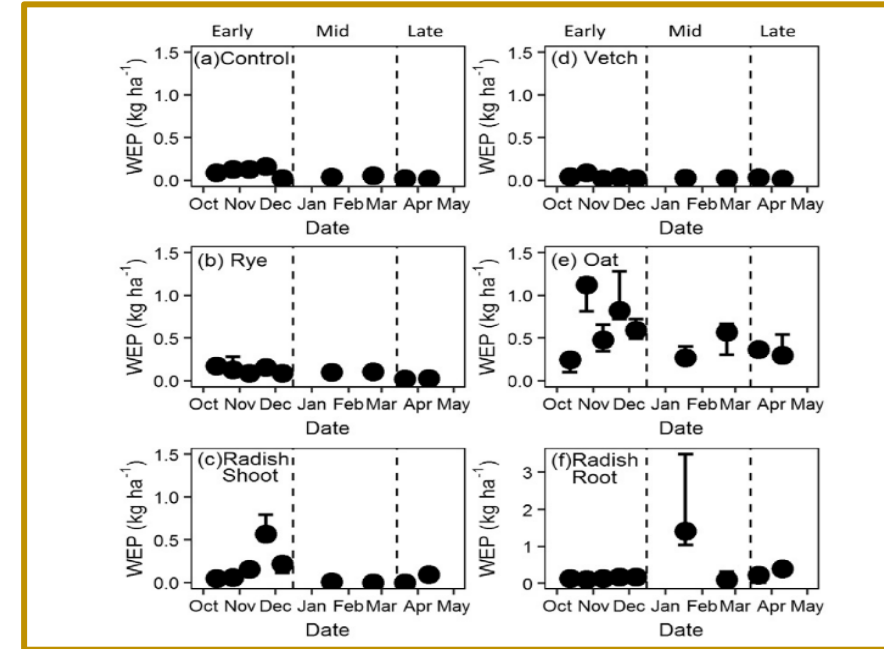 Early Mid Late Early Mid Late
(a)Control
WEP (kg ha-1)
1.5
1.0
0.5
0.0
Oct Nov Dec Jan Feb Mar Apr May
Date
(d) Vetch
WEP (kg ha-1)
1.5
1.0
0.5
0.0
Oct Nov Dec Jan Feb Mar Apr May
Date
(b) Rye
WEP (kg ha-1)
1.5
1.0
0.5
0.0
Oct Nov Dec Jan Feb Mar Apr May
Date
(e) Oat
WEP (kg ha-1)
1.5
1.0
0.5
0.0
Oct Nov Dec Jan Feb Mar Apr May
Date
(c) Radish
Shoot
WEP (kg ha-1)
1.5
1.0
0.5
0.0
Oct Nov Dec Jan Feb Mar Apr May
Date
(f) Radish
Root
WEP (kg ha-1)
3
2
1
0
Oct Nov Dec Jan Feb Mar Apr May
Date